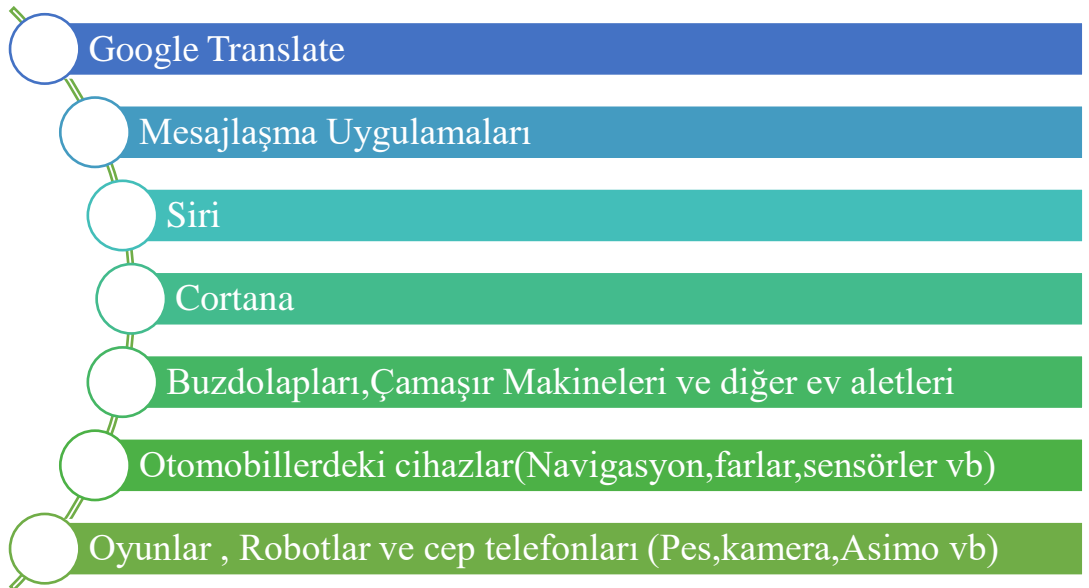 Google Translate
Mesajlaşma Uygulamaları
Siri
Cortana
Buzdolapları,Çamaşır Makineleri ve diğer ev aletleri
Otomobillerdeki cihazlar(Navigasyon,farlar,sensörler vb)
Oyunlar , Robotlar ve cep telefonları (Pes,kamera,Asimo vb)